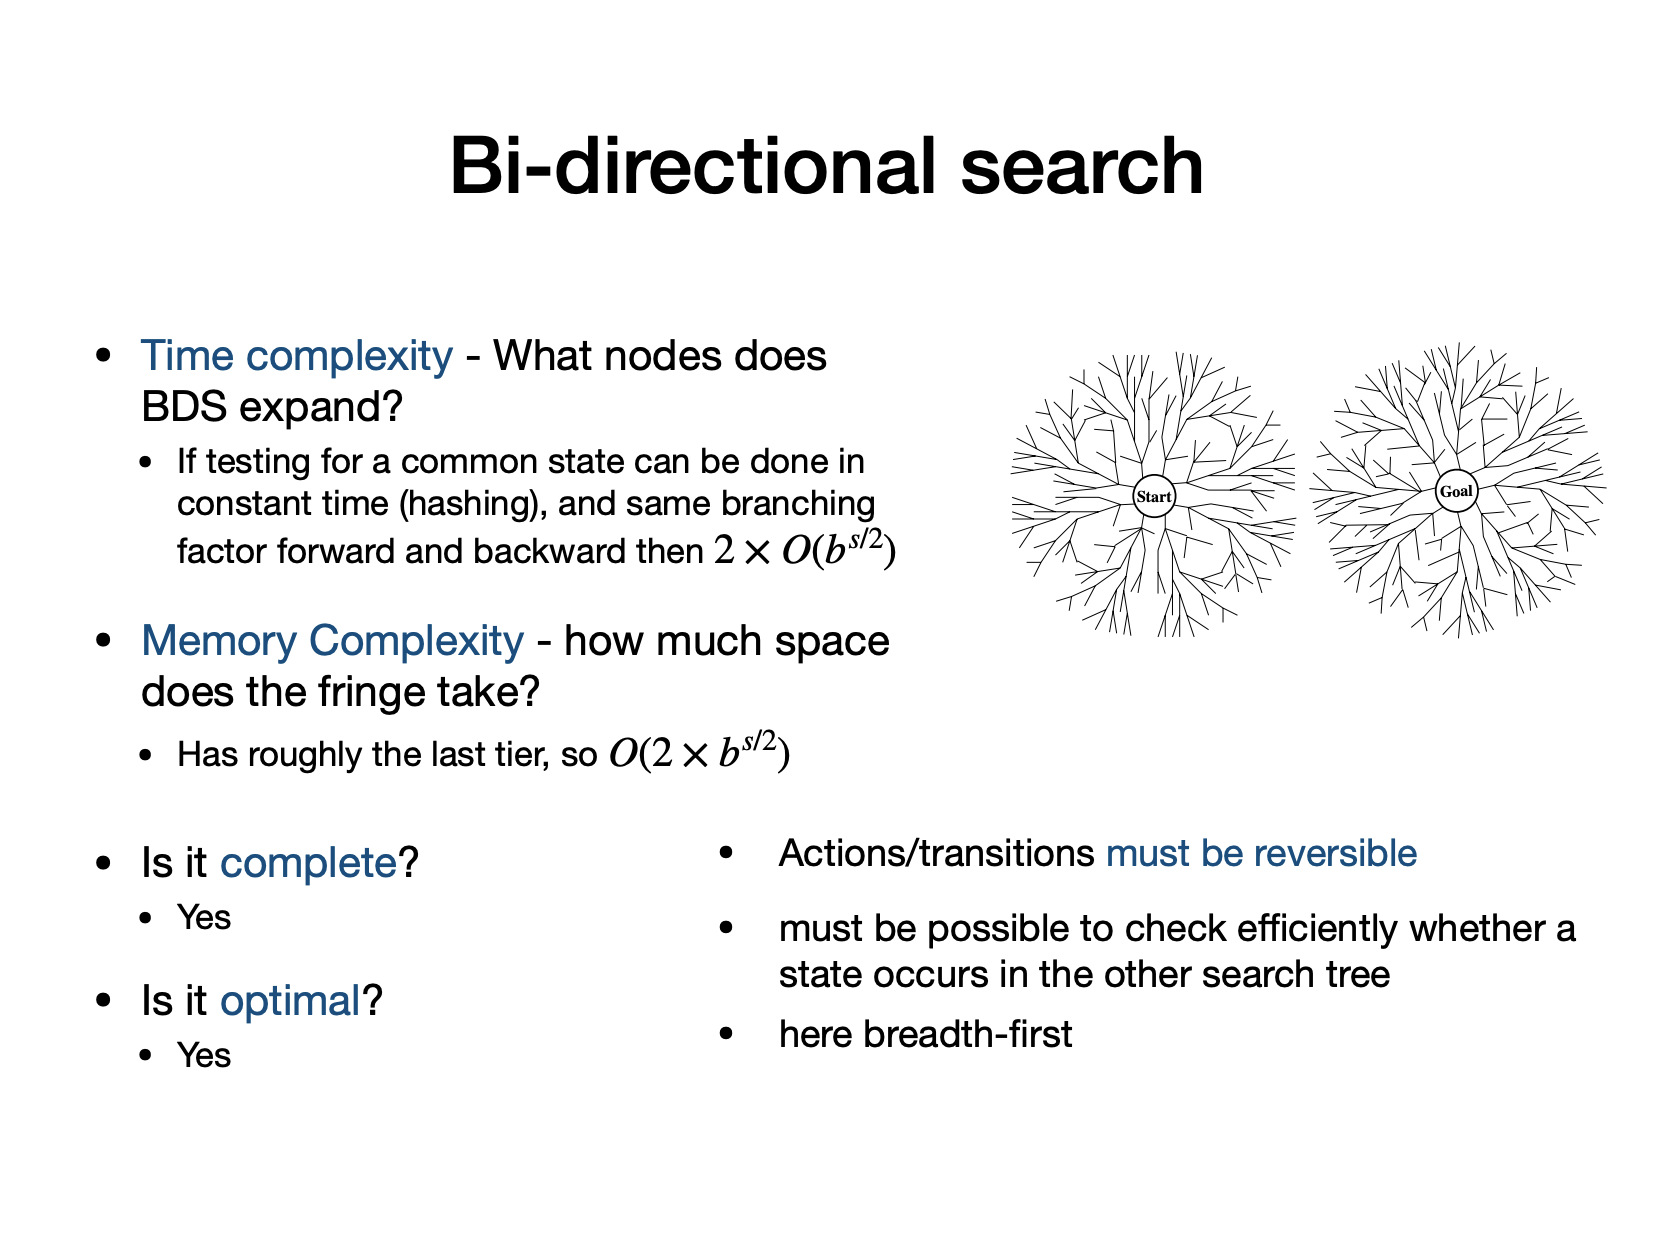 Bi-directional search
• Time complexity - What nodes does
BDS expand?
• If testing for a common state can be done in
constant time (hashing), and same branching
factor forward and backward then 2 × O(b^{s/2})
• Memory Complexity - how much space
does the fringe take?
• Has roughly the last tier, so O(2 × b^{s/2})
• Is it complete?
• Yes
• Is it optimal?
• Yes
Start
Goal
• Actions/transitions must be reversible
• must be possible to check efficiently whether a
state occurs in the other search tree
• here breadth-first